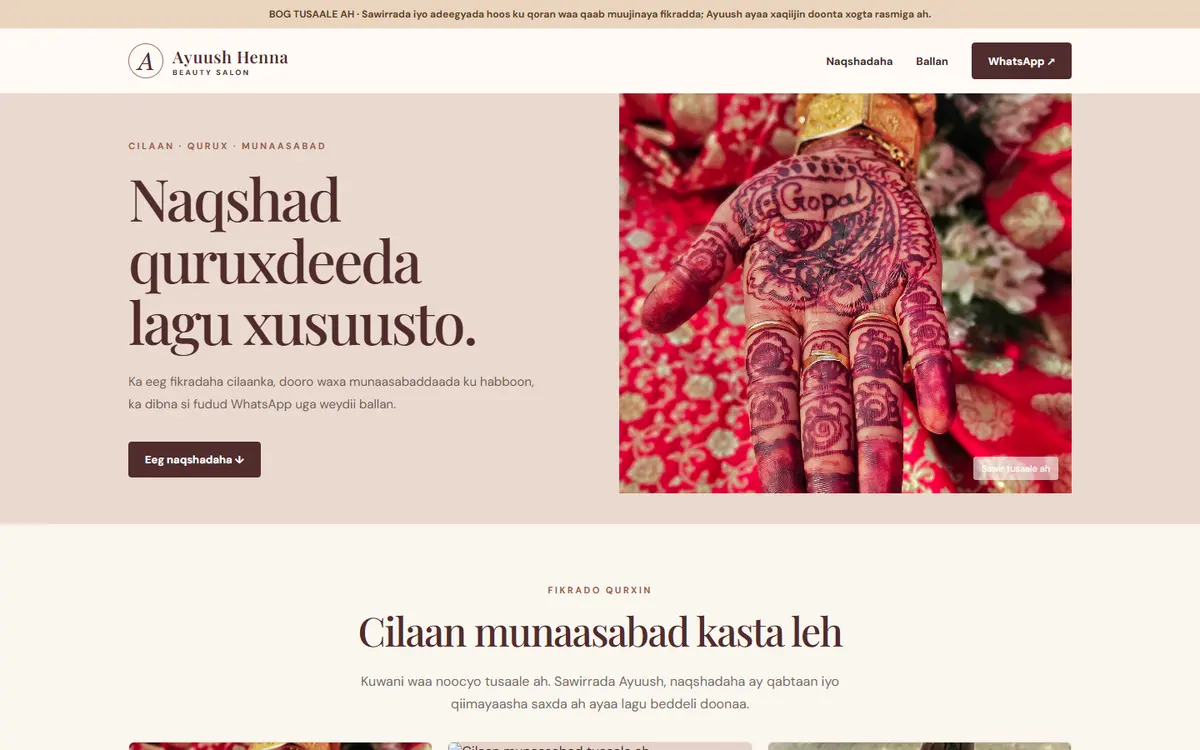 BOG TUSAALE AH · Sawirrada iyo adeegyada hoos ku qoran waa qaab muujinaya fikradda; Ayuush ayaa xaqiijin doonta xogta rasmiga ah.
A
Ayuush Henna
BEAUTY SALON
Naqshadaha
Ballan
WhatsApp ↗
CILAAN · QURUX · MUNAASABAD
Naqshad
quruxdeeda
lagu xusuusto.
Ka eeg fikradaha cilaanka, dooro waxa munaasabaddaada ku habboon,
ka dibna si fudud WhatsApp uga weydii ballan.
Eeg naqshadaha ↓
Gopal
Sawir tusaale ah
FIKRADO QURXIN
Cilaan munaasabad kasta leh
Kuwani waa noocyo tusaale ah. Sawirrada Ayuush, naqshadaha ay qabtaan iyo
qiimayaasha saxda ah ayaa lagu beddeli doonaa.
Cilaan munaasabad tusaale ah